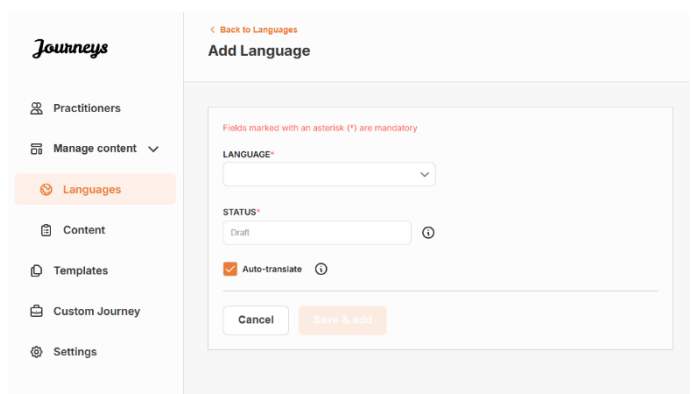 Journeys
Practitioners
Manage content
Languages
Content
Templates
Custom Journey
Settings
Back to Languages
Add Language
Fields marked with an asterisk (*) are mandatory
LANGUAGE*
STATUS*
Draft
Auto-translate
Cancel
Save & add